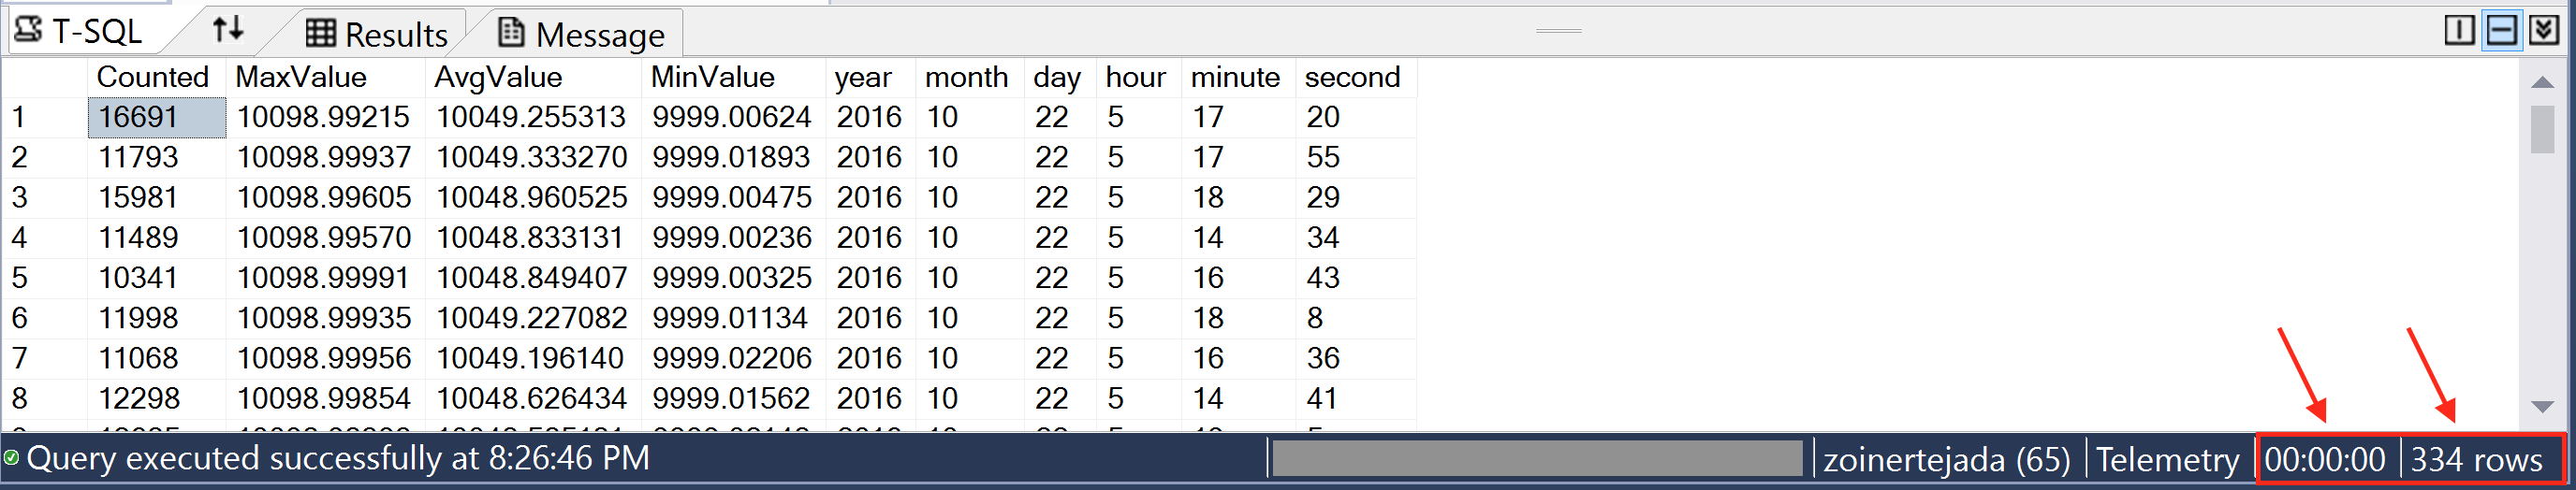 T-SQL Results Message
Counted MaxValue AvgValue MinValue year month day hour minute second
1 16691 10098.99215 10049.255313 9999.00624 2016 10 22 5 17 20
2 11793 10098.99937 10049.333270 9999.01893 2016 10 22 5 17 55
3 15981 10098.99605 10048.960525 9999.00475 2016 10 22 5 18 29
4 11489 10098.99570 10048.833131 9999.00236 2016 10 22 5 14 34
5 10341 10098.99991 10048.849407 9999.00325 2016 10 22 5 16 43
6 11998 10098.99935 10049.227082 9999.01134 2016 10 22 5 18 8
7 11068 10098.99956 10049.196140 9999.02206 2016 10 22 5 16 36
8 12298 10098.99854 10048.626434 9999.01562 2016 10 22 5 14 41
Query executed successfully at 8:26:46 PM zoinertejada (65) Telemetry 00:00:00 334 rows